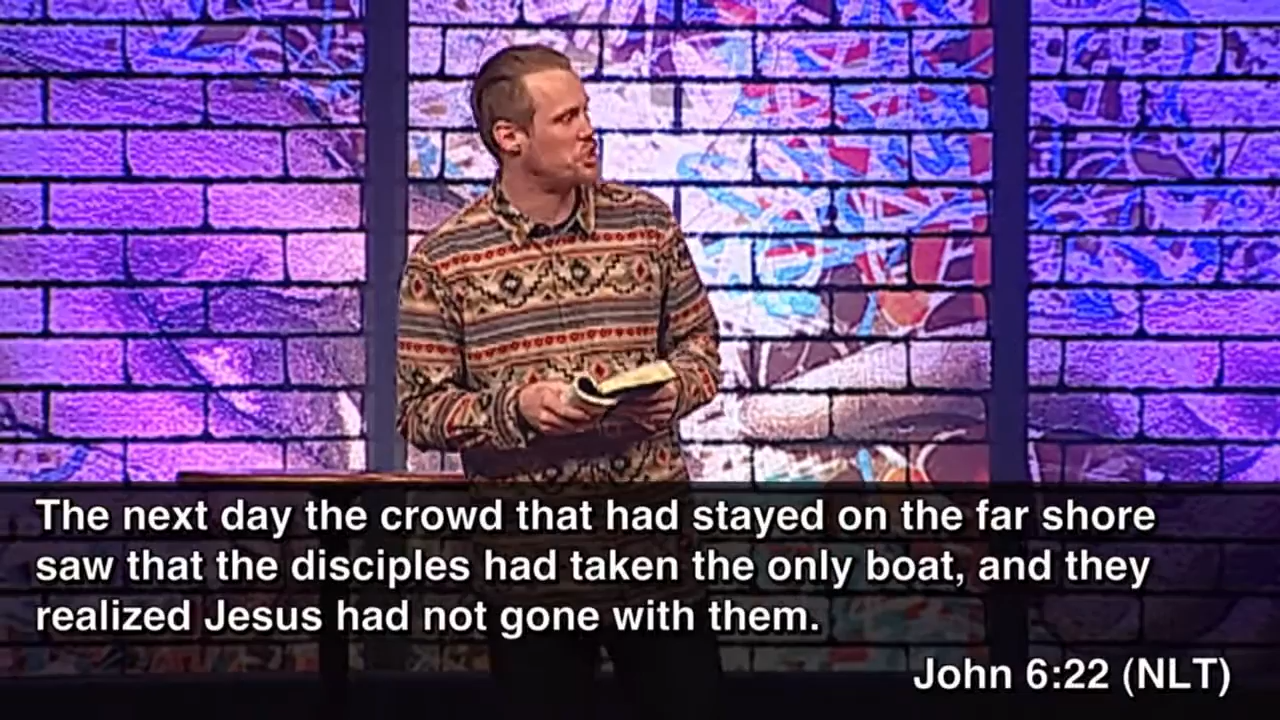 The next day the crowd that had stayed on the far shore
saw that the disciples had taken the only boat, and they
realized Jesus had not gone with them.
John 6:22 (NLT)